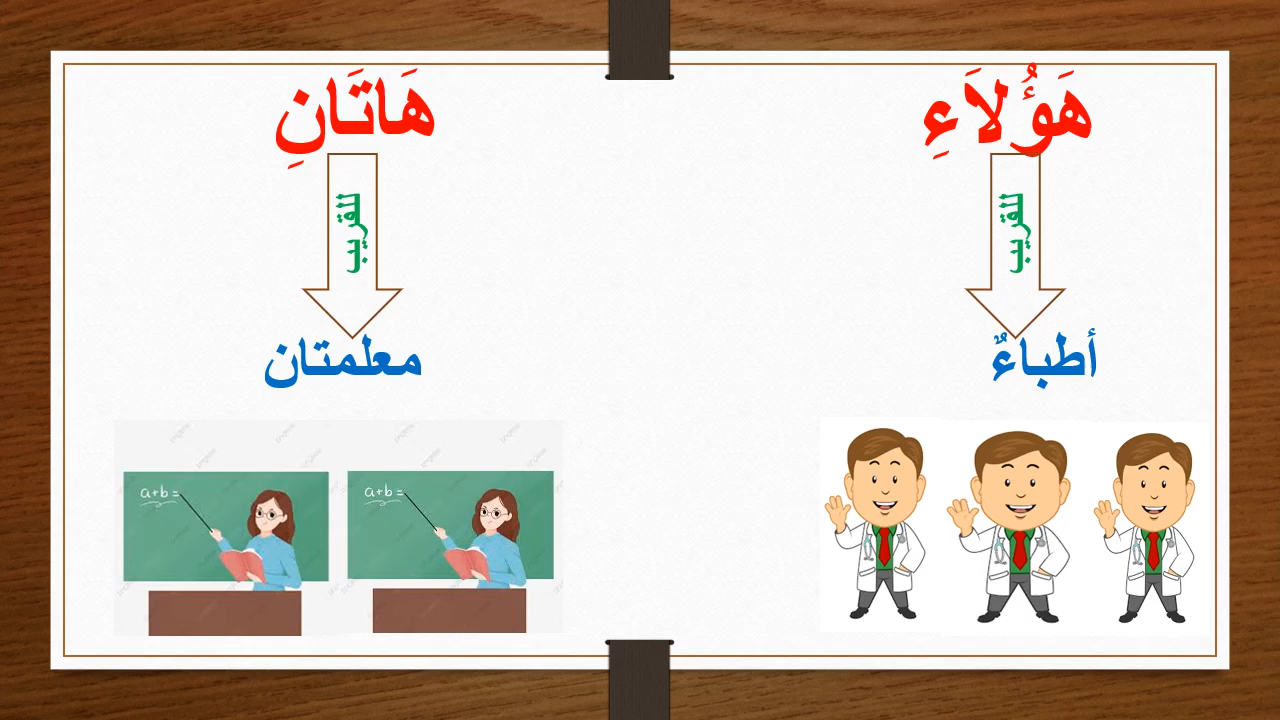 هَؤُلَاءِ
للقريب
أطباءٌ
هَاتَانِ
للقريب
معلمتان
a+b=
a+b=